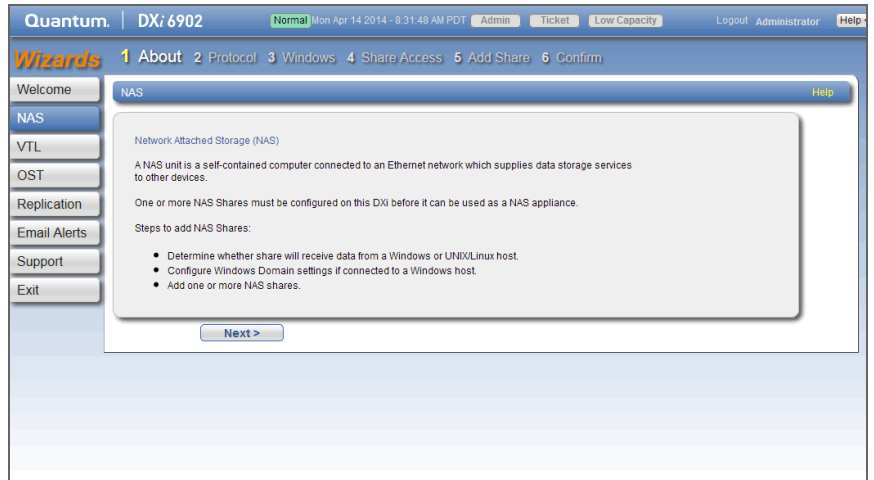 Quantum. DXi 6902 Normal Mon Apr 14 2014 - 8:31:48 AM PDT Admin Ticket Low Capacity Logout Administrator Help
Wizards 1 About 2 Protocol 3 Windows 4 Share Access 5 Add Share 6 Confirm
Welcome
NAS
VTL
OST
Replication
Email Alerts
Support
Exit
NAS Help
Network Attached Storage (NAS)
A NAS unit is a self-contained computer connected to an Ethernet network which supplies data storage services
to other devices.
One or more NAS Shares must be configured on this DXi before it can be used as a NAS appliance.
Steps to add NAS Shares:
• Determine whether share will receive data from a Windows or UNIX/Linux host.
• Configure Windows Domain settings if connected to a Windows host.
• Add one or more NAS shares.
Next >